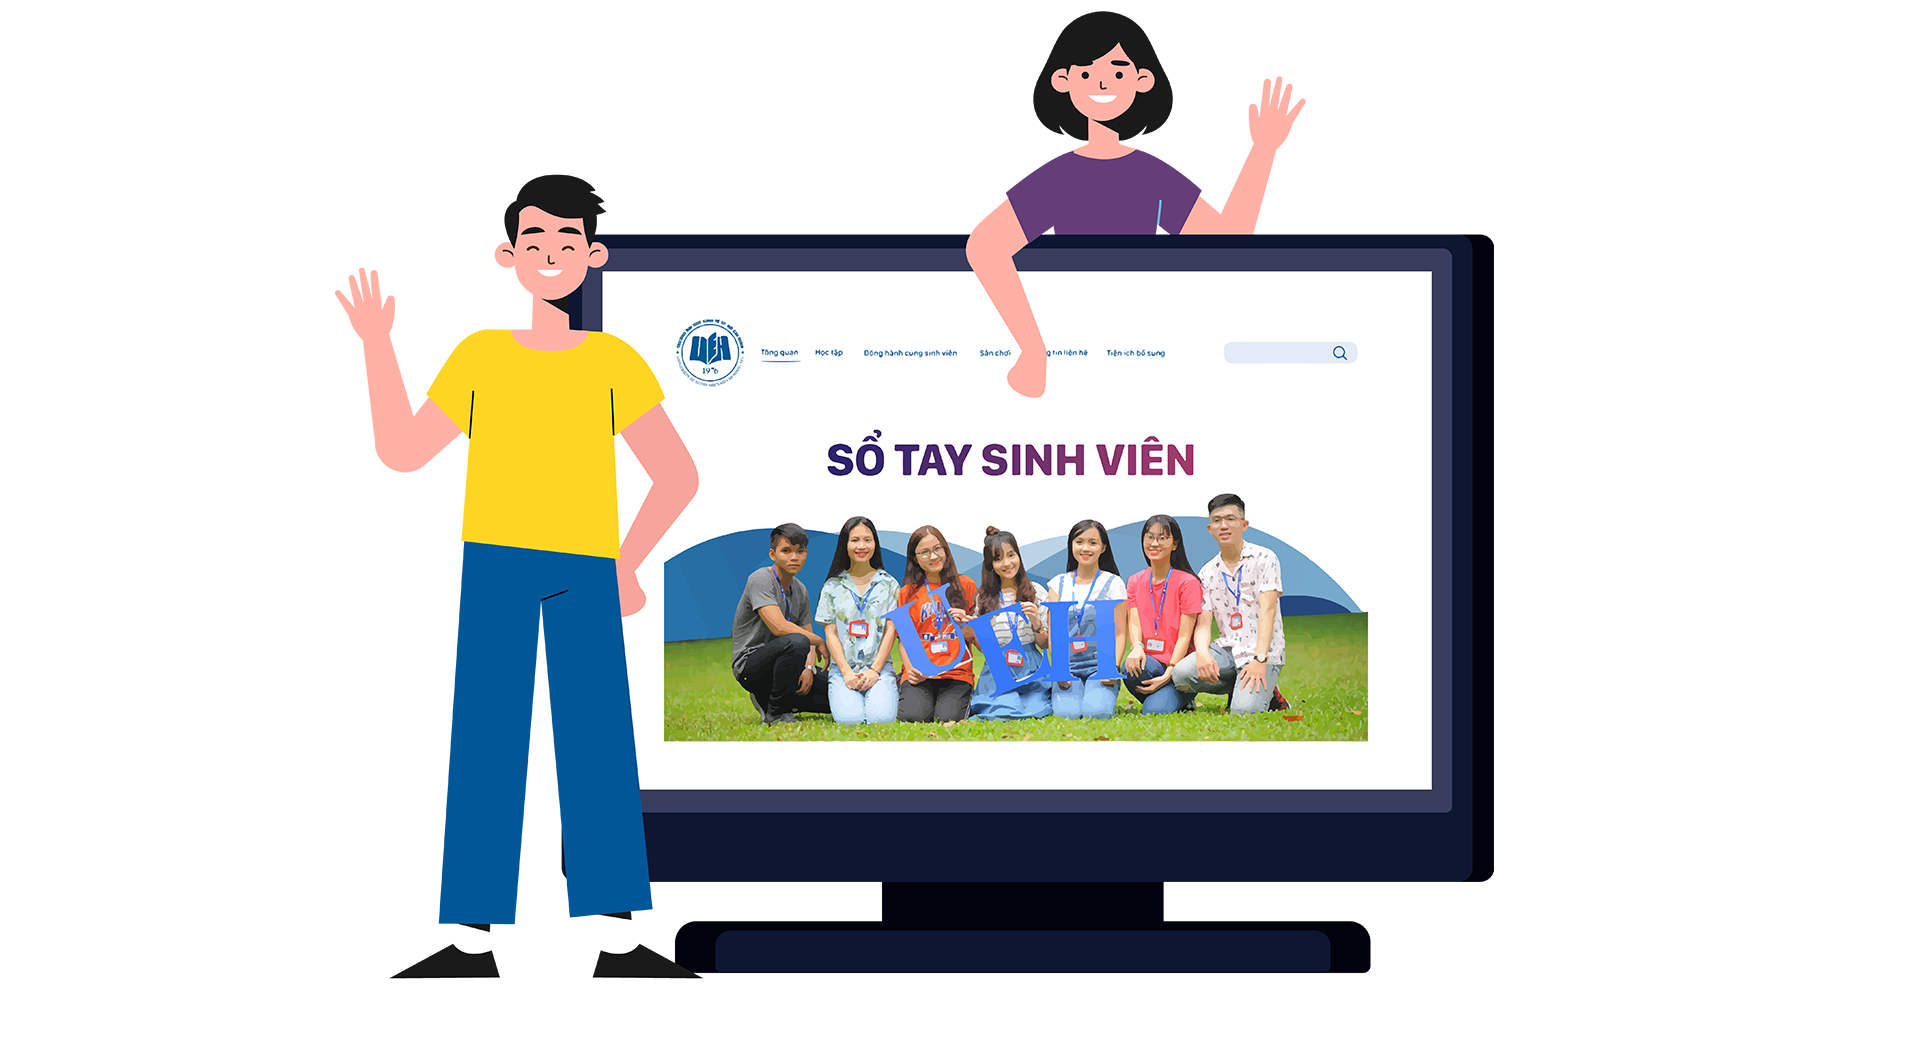 UEH
1976
Tổng quan
Học tập
Đồng hành cùng sinh viên
Sân chơi
tin liên hệ
Tiện ích bổ sung
SỔ TAY SINH VIÊN
UEH